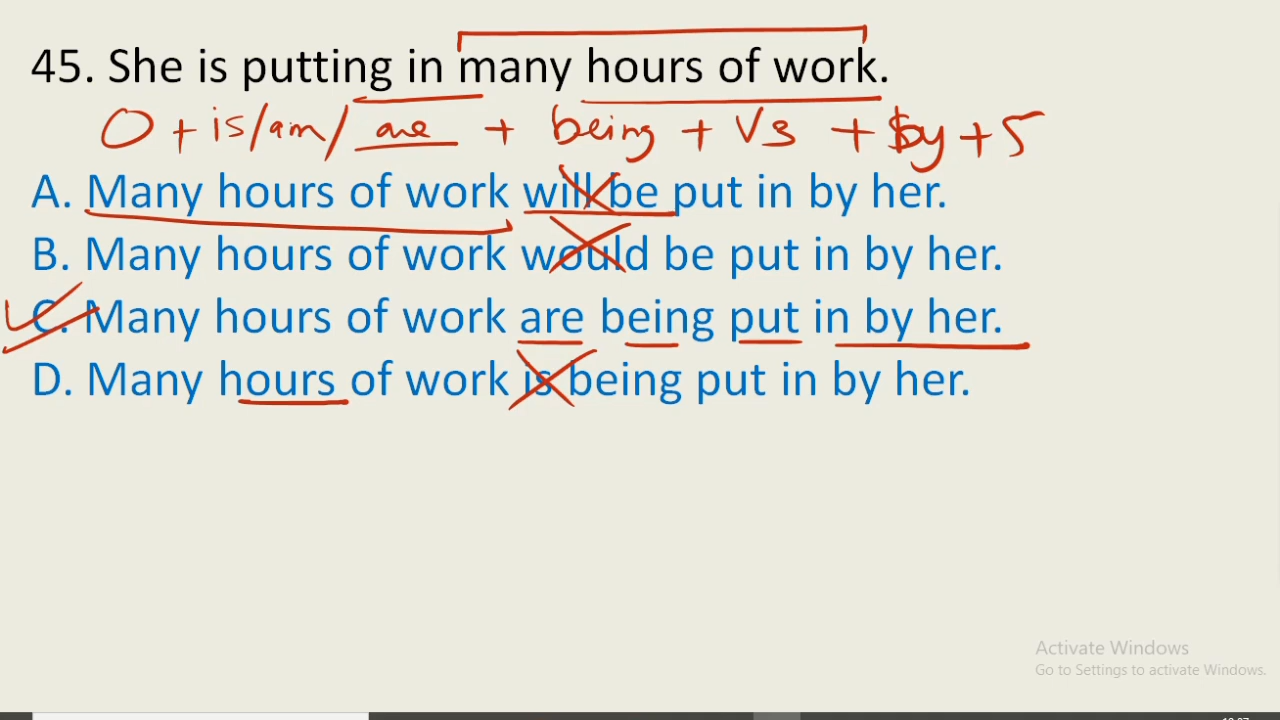 45. She is putting in many hours of work.
O + is/am/are + being + V3 + by + S
A. Many hours of work will be put in by her.
B. Many hours of work would be put in by her.
C. Many hours of work are being put in by her.
D. Many hours of work is being put in by her.
Activate Windows
Go to Settings to activate Windows.